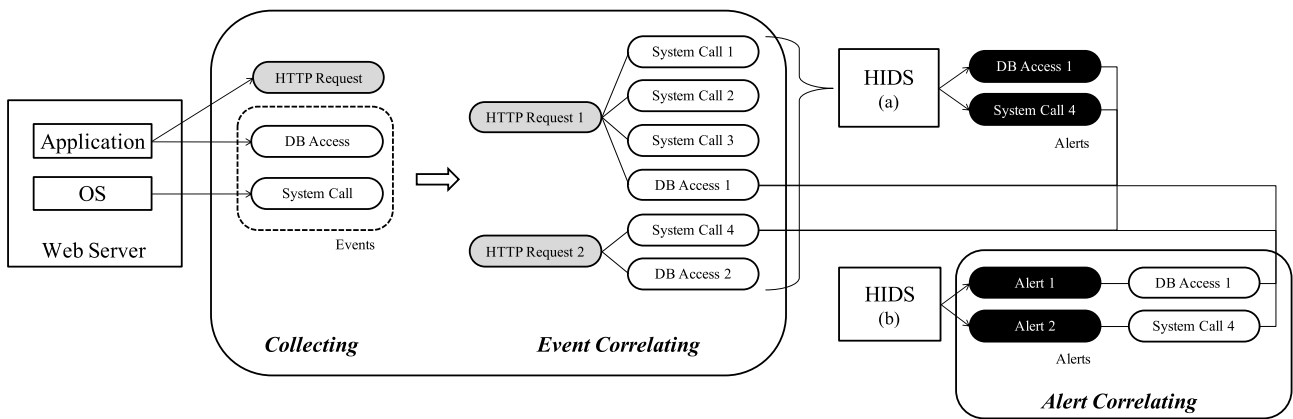 Application
OS
Web Server
HTTP Request
DB Access
System Call
Events
Collecting
HTTP Request 1
HTTP Request 2
System Call 1
System Call 2
System Call 3
DB Access 1
System Call 4
DB Access 2
Event Correlating
HIDS
(a)
DB Access 1
System Call 4
Alerts
HIDS
(b)
Alert 1
DB Access 1
Alert 2
System Call 4
Alerts
Alert Correlating